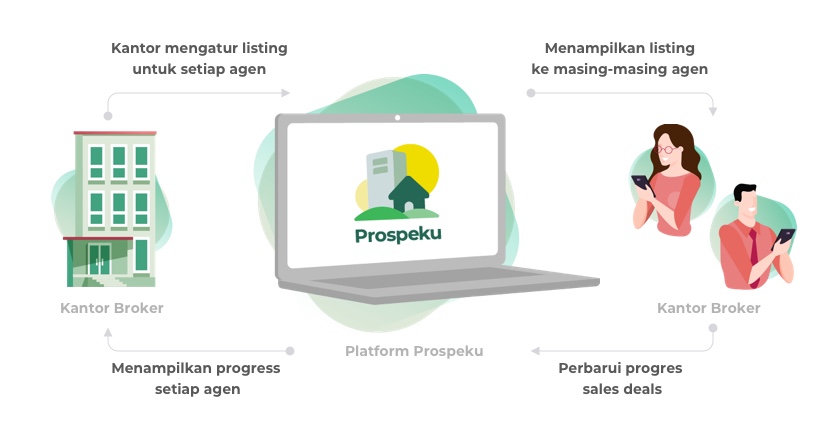 Kantor mengatur listing
untuk setiap agen
Menampilkan listing
ke masing-masing agen
Prospeku
Kantor Broker
Kantor Broker
Platform Prospeku
Menampilkan progress
setiap agen
Perbarui progres
sales deals